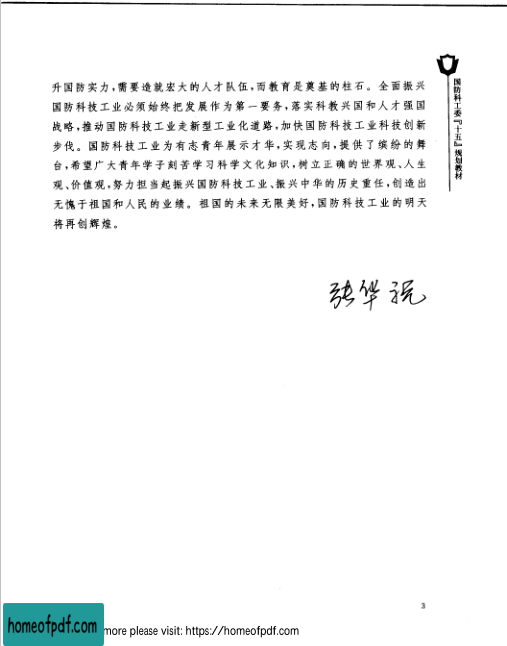 升国防实力,需要造就宏大的人才队伍,而教育是奠基的柱石。全面振兴
国防科技工业必须始终把发展作为第一要务,落实科教兴国和人才强国
战略,推动国防科技工业走新型工业化道路,加快国防科技工业科技创新
步伐。国防科技工业为有志青年展示才华,实现志向,提供了缤纷的舞
台,希望广大青年学子刻苦学习科学文化知识,树立正确的世界观、人生
观、价值观,努力担当起振兴国防科技工业、振兴中华的历史重任,创造出
无愧于祖国和人民的业绩。祖国的未来无限美好,国防科技工业的明天
将再创辉煌。
国防科工委『十五』规划教材
张华祝
3
homeofpdf.com
more please visit: https://homeofpdf.com